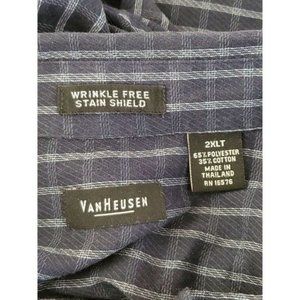 WRINKLE FREE
STAIN SHIELD
2XLT
65% POLYESTER
35% COTTON
MADE IN
THAILAND
RN 16576
VANHEUSEN